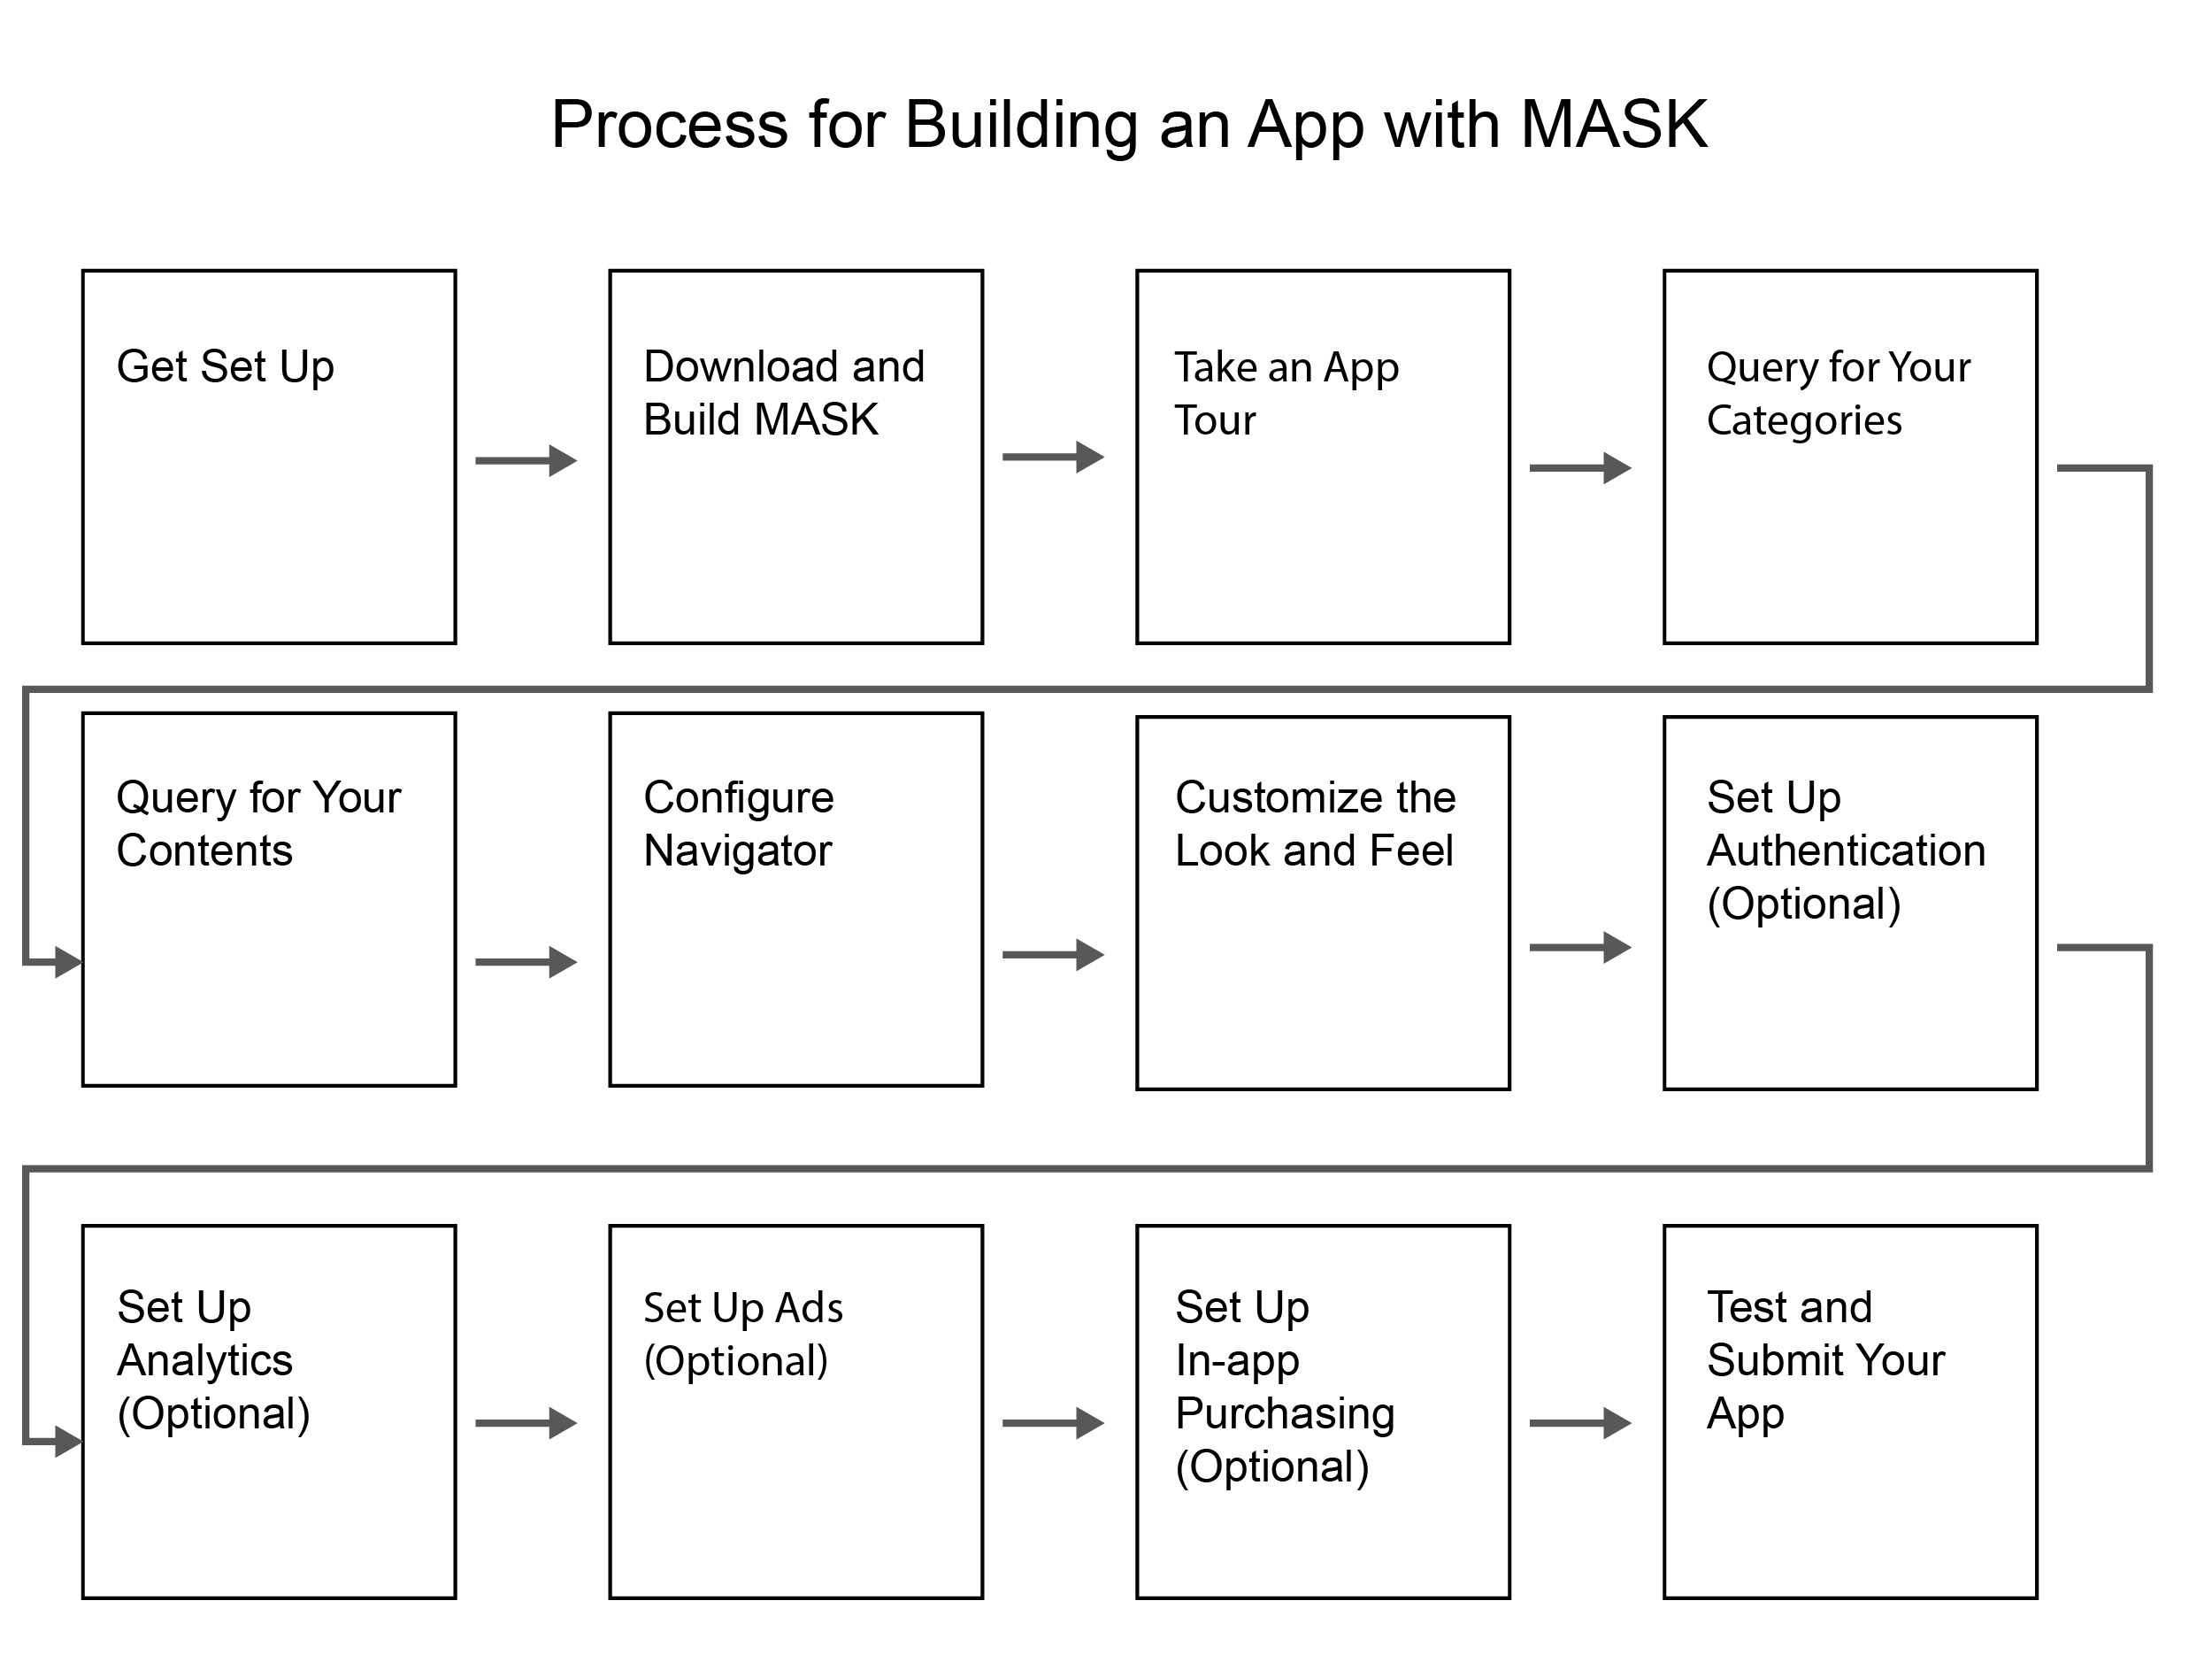 Process for Building an App with MASK
Get Set Up
Download and
Build MASK
Take an App
Tour
Query for Your
Categories
Query for Your
Contents
Configure
Navigator
Customize the
Look and Feel
Set Up
Authentication
(Optional)
Set Up
Analytics
(Optional)
Set Up Ads
(Optional)
Set Up
In-app
Purchasing
(Optional)
Test and
Submit Your
App